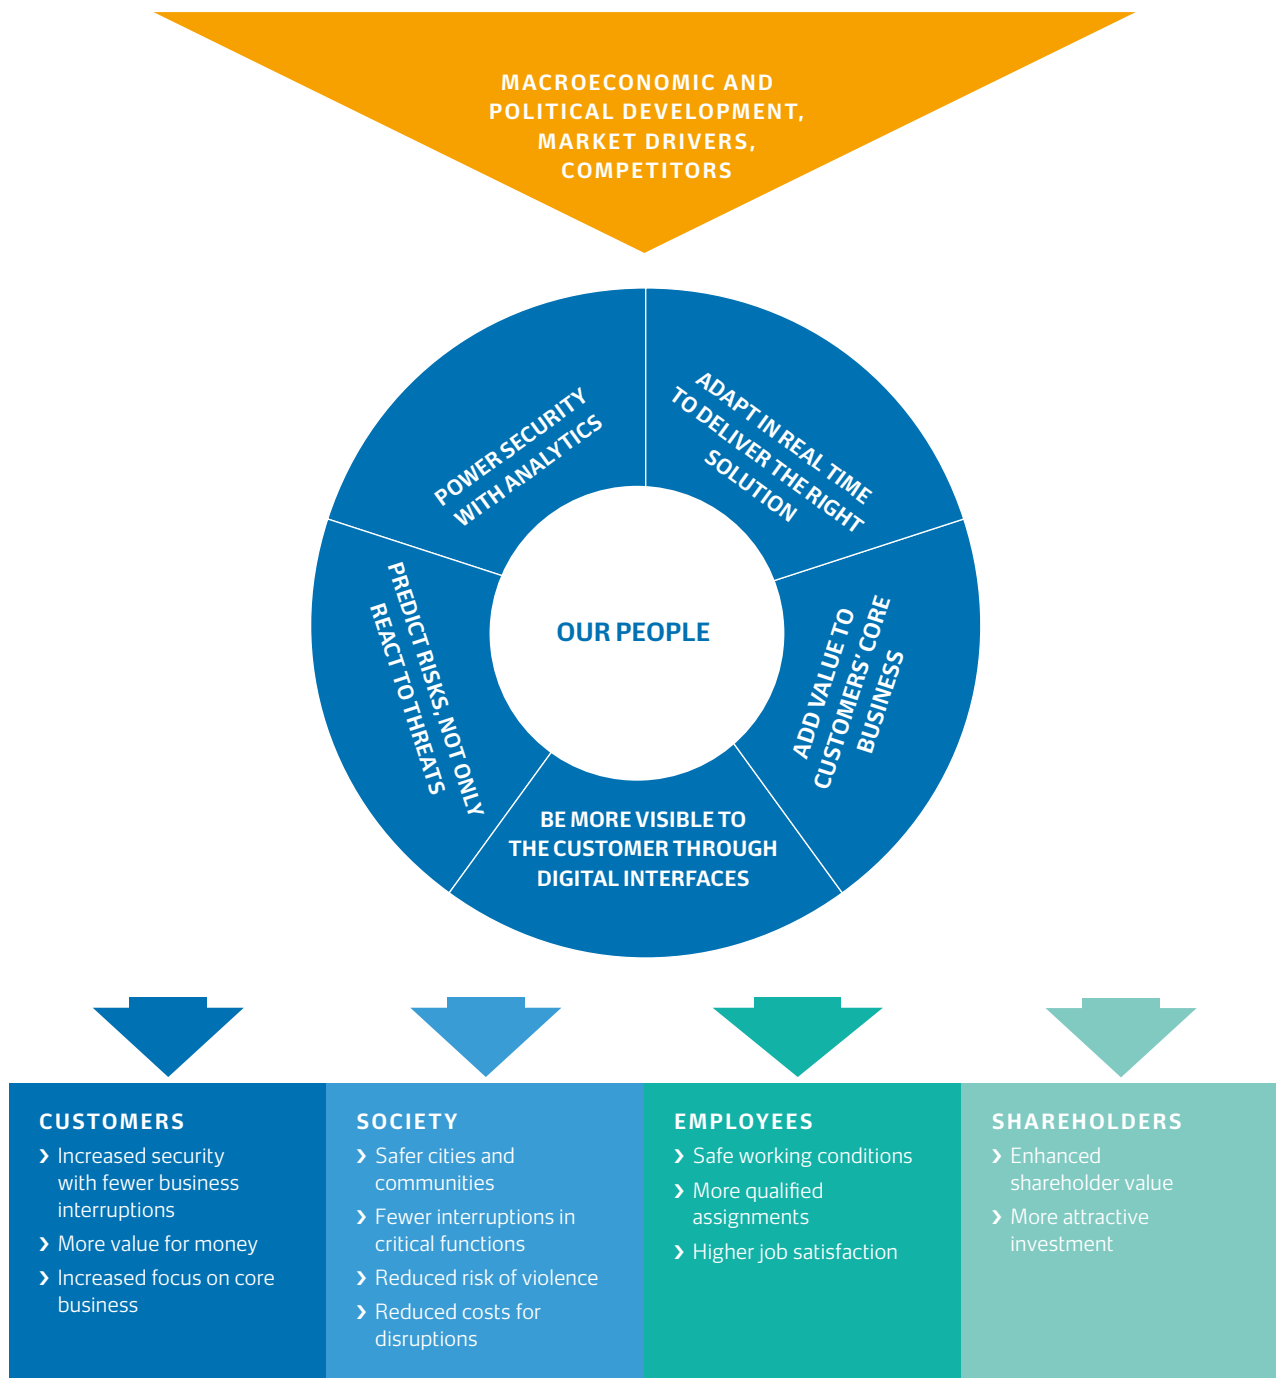 MACROECONOMIC AND
POLITICAL DEVELOPMENT,
MARKET DRIVERS,
COMPETITORS
POWER SECURITY
WITH ANALYTICS
ADAPT IN REAL TIME
TO DELIVER THE RIGHT
SOLUTION
PREDICT RISKS, NOT ONLY
REACT TO THREATS
OUR PEOPLE
ADD VALUE TO
CUSTOMERS’ CORE
BUSINESS
BE MORE VISIBLE TO
THE CUSTOMER THROUGH
DIGITAL INTERFACES
CUSTOMERS
› Increased security
with fewer business
interruptions
› More value for money
› Increased focus on core
business
SOCIETY
› Safer cities and
communities
› Fewer interruptions in
critical functions
› Reduced risk of violence
› Reduced costs for
disruptions
EMPLOYEES
› Safe working conditions
› More qualified
assignments
› Higher job satisfaction
SHAREHOLDERS
› Enhanced
shareholder value
› More attractive
investment